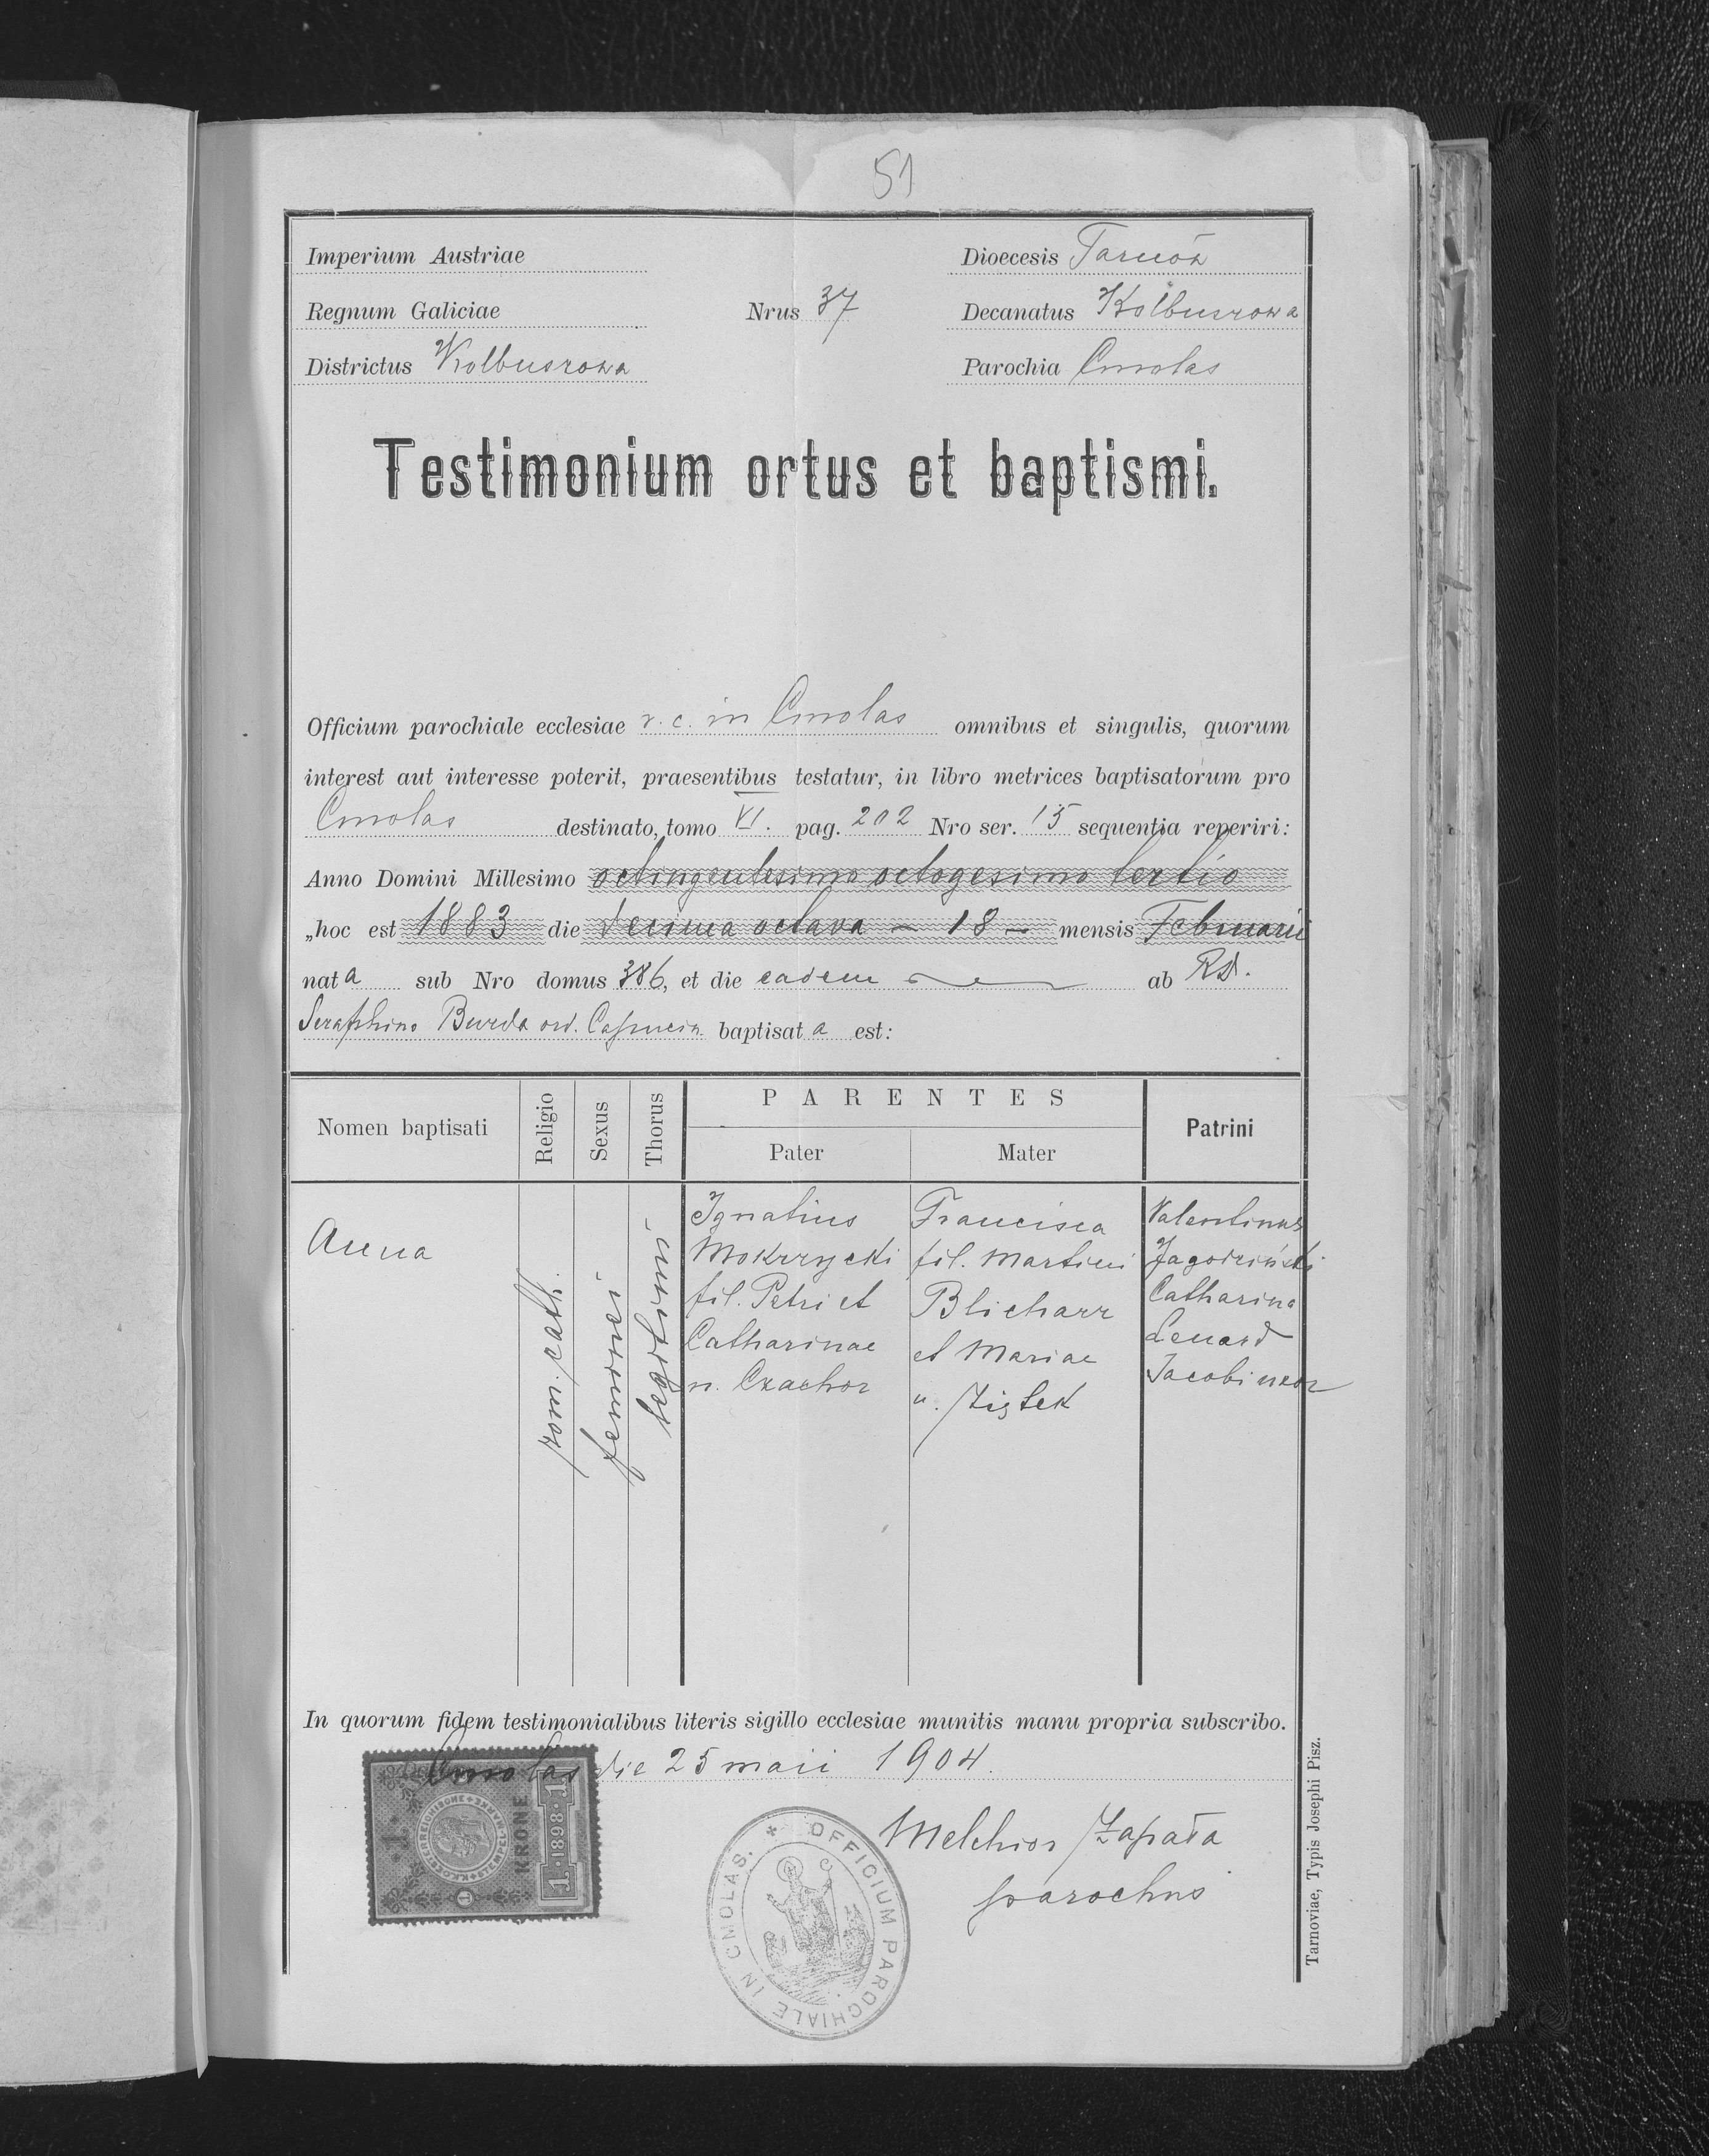 51
Imperium Austriae
Dioecesis Tarnów
Regnum Galiciae
Nrus 37
Decanatus Kolbuszowa
Districtus Kolbuszowa
Parochia Cmolas
Testimonium ortus et baptismi.
Officium parochiale ecclesiae r. c. in Cmolas omnibus et singulis, quorum
interest aut interesse poterit, praesentibus testatur, in libro metrices baptisatorum pro
Cmolas destinato, tomo VI. pag. 202 Nro ser. 15 sequentia reperiri:
Anno Domini Millesimo octingentesimo octogesimo tertio
„hoc est 1883 die decima octava – 18 – mensis Februarii
nat a sub Nro domus 386, et die eadem ab RD.
Seraphino Burda ord. Capucin. baptisat a est:
Nomen baptisati
Religio
Sexus
Thorus
PARENTES
Pater
Mater
Patrini
Anna
rom. cath.
feminei
legitimi
Ignatius
Mokrzycki
fil. Petri et
Catharinae
n. Czachor
Francisca
fil. Martini
Blicharz
et Mariae
n. Ziętek
Valentinus
Jagodziński
Catharina
Lenard
Jacobi uxor
In quorum fidem testimonialibus literis sigillo ecclesiae munitis manu propria subscribo.
Cmolas die 25 maii 1904.
1 KRONE
1·1898·1
Melchior Zapała
parochus
OFFICIUM PAROCHIALE IN CMOLAS.
Tarnoviae, Typis Josephi Pisz.